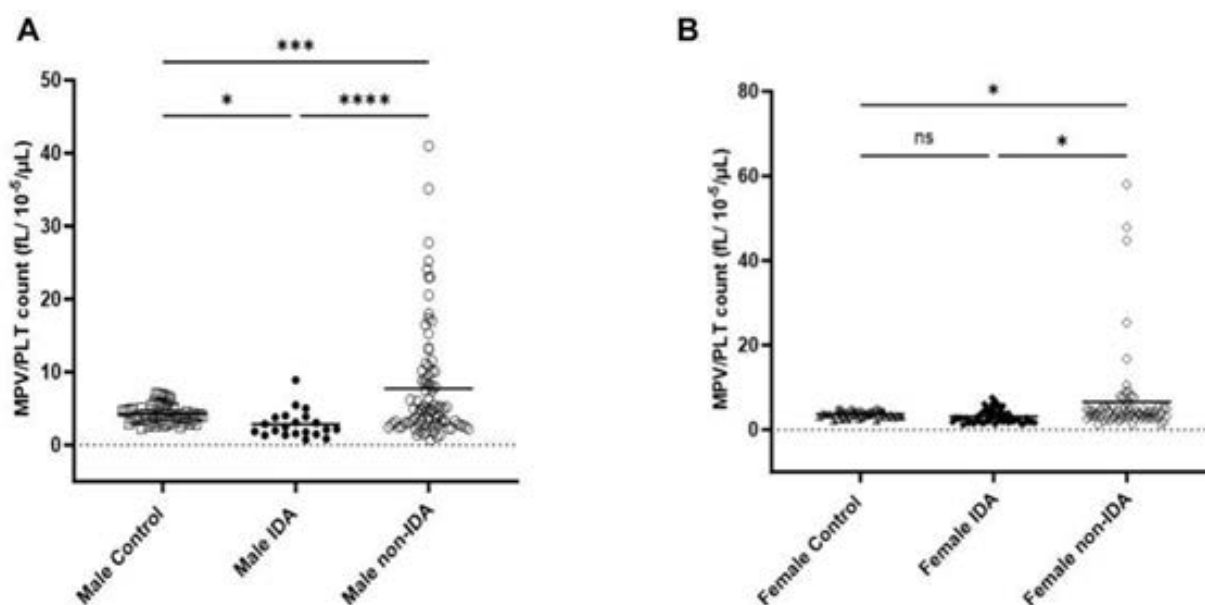 A
***
*
****
MPV/PLT count (fL/ 10⁻⁵/µL)
50
40
30
20
10
0
Male Control
Male IDA
Male non-IDA
B
*
ns
*
MPV/PLT count (fL/ 10⁻⁵/µL)
80
60
40
20
0
Female Control
Female IDA
Female non-IDA